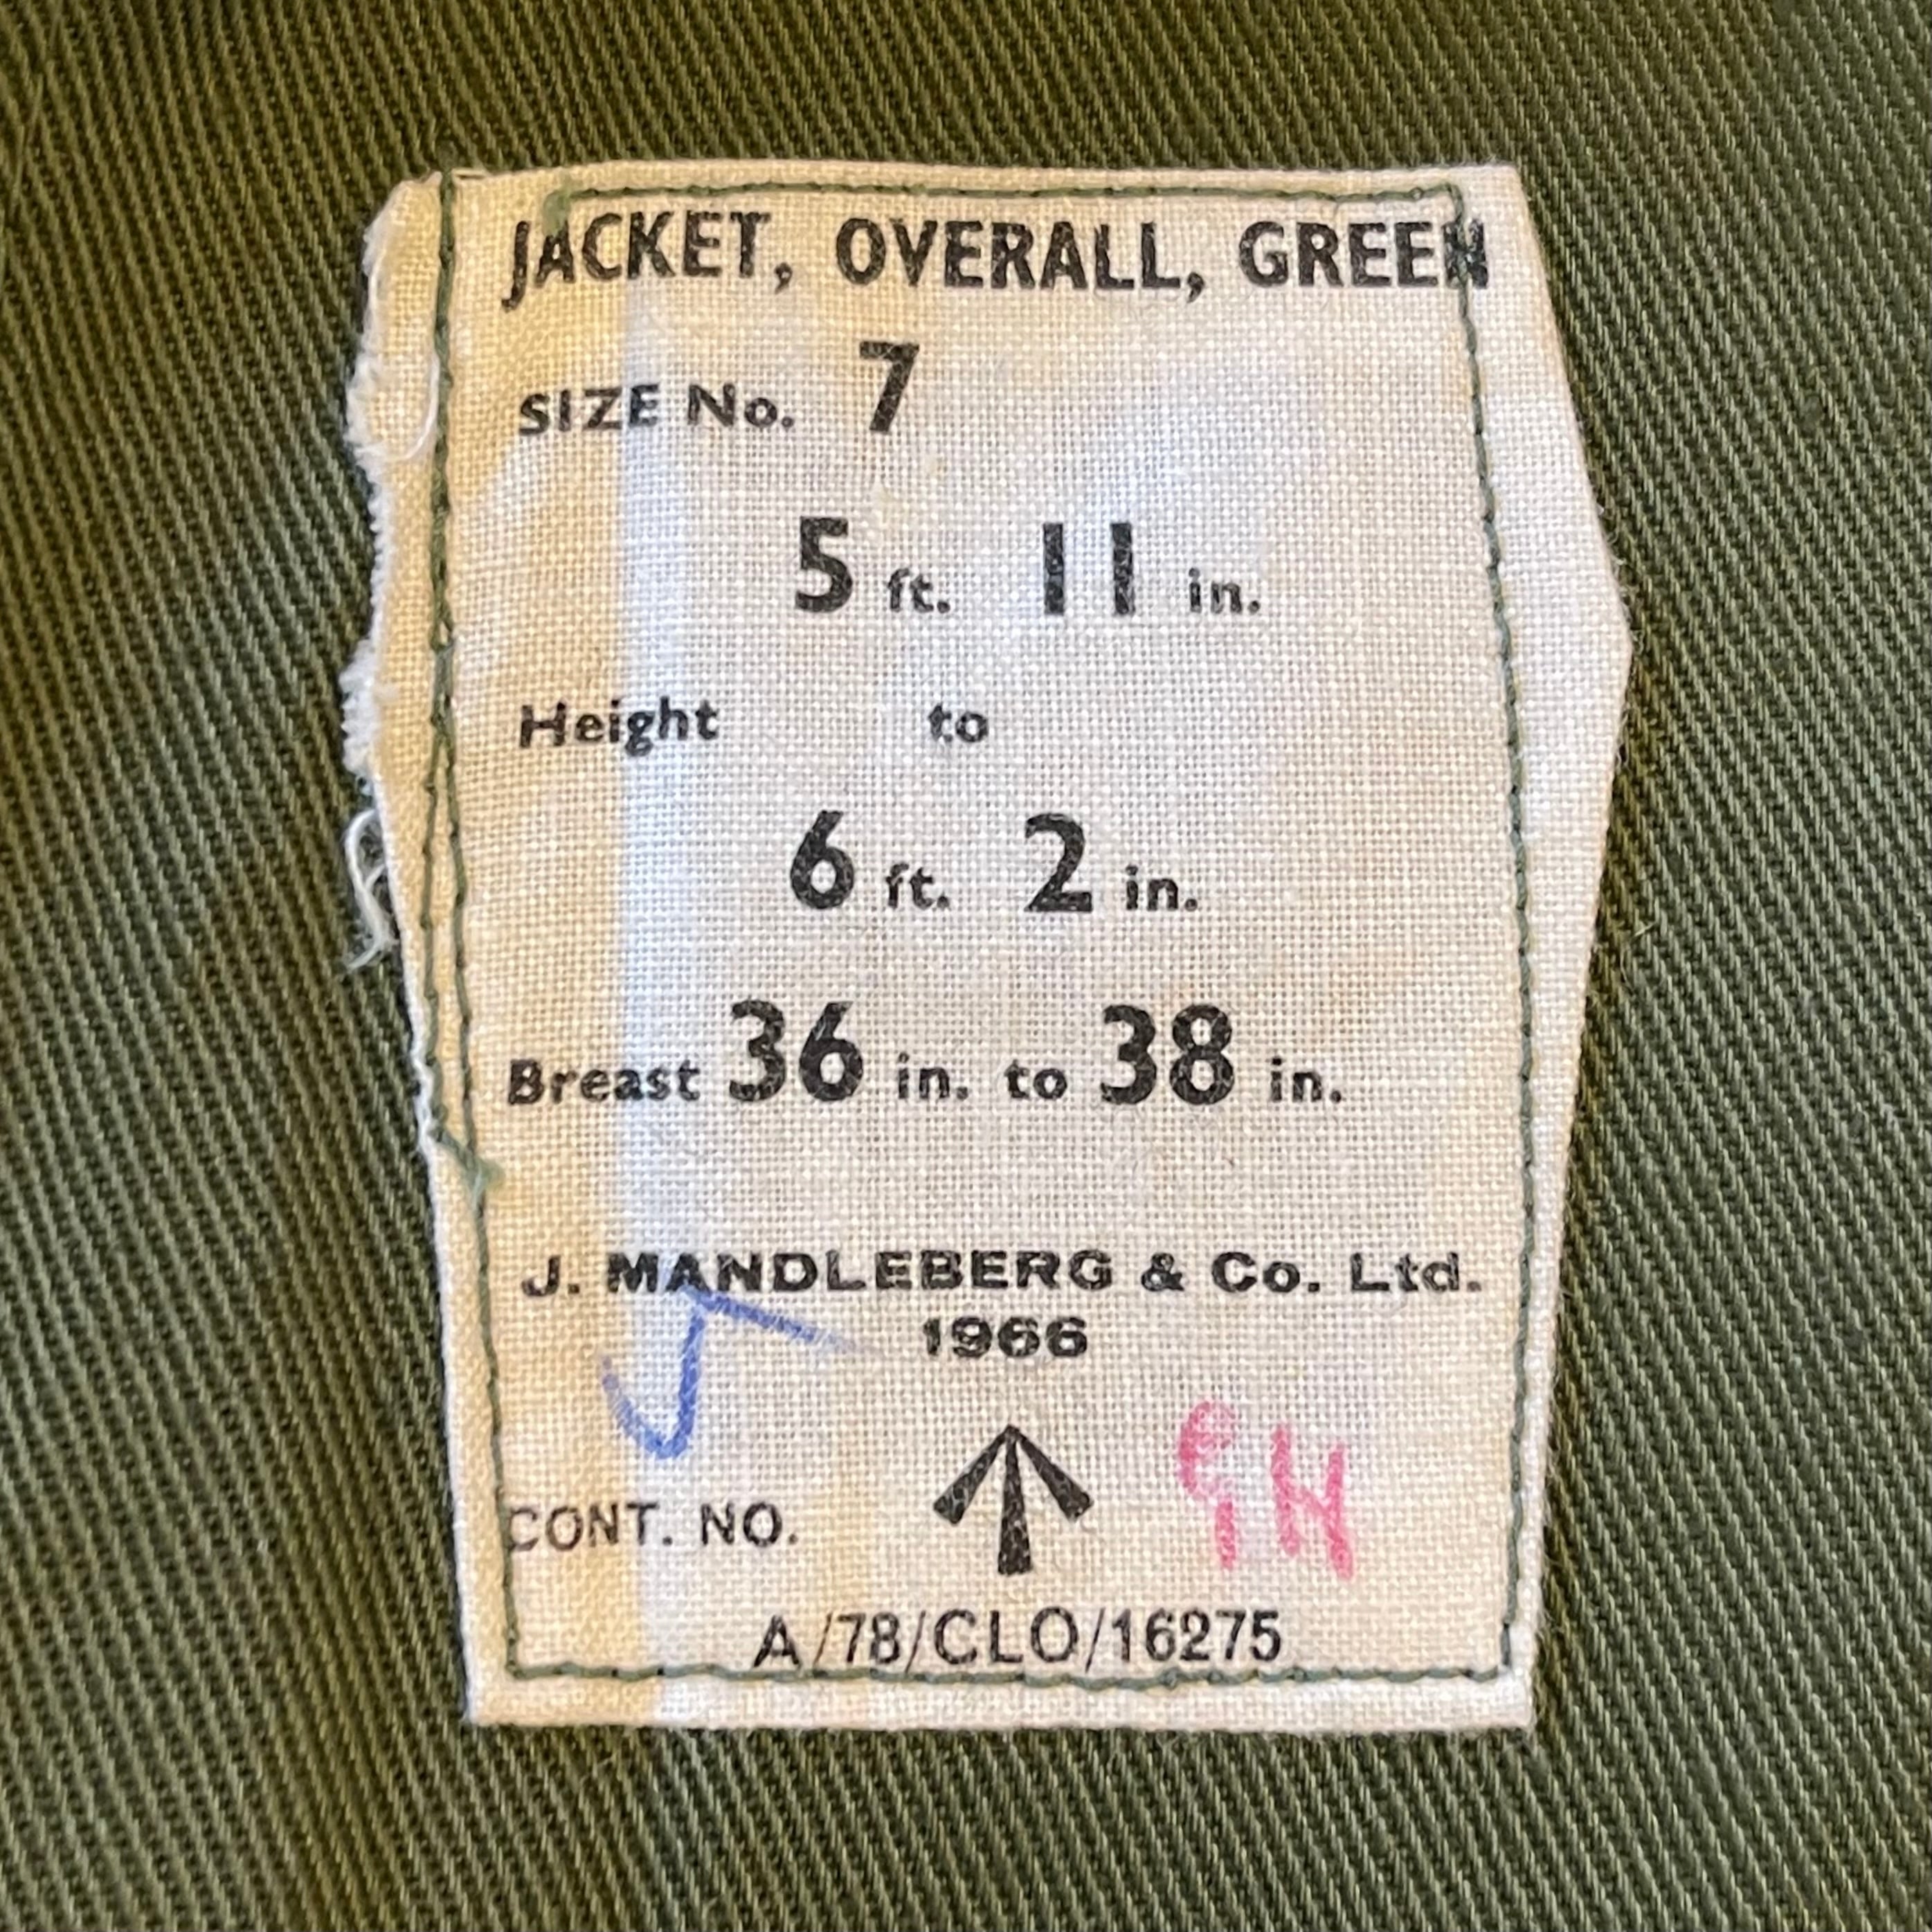 JACKET, OVERALL, GREEN
SIZE No. 7
5 ft. 11 in.
Height to
6 ft. 2 in.
Breast 36 in. to 38 in.
J. MANDLEBERG & Co. Ltd.
1966
CONT. NO.
A/78/CLO/16275